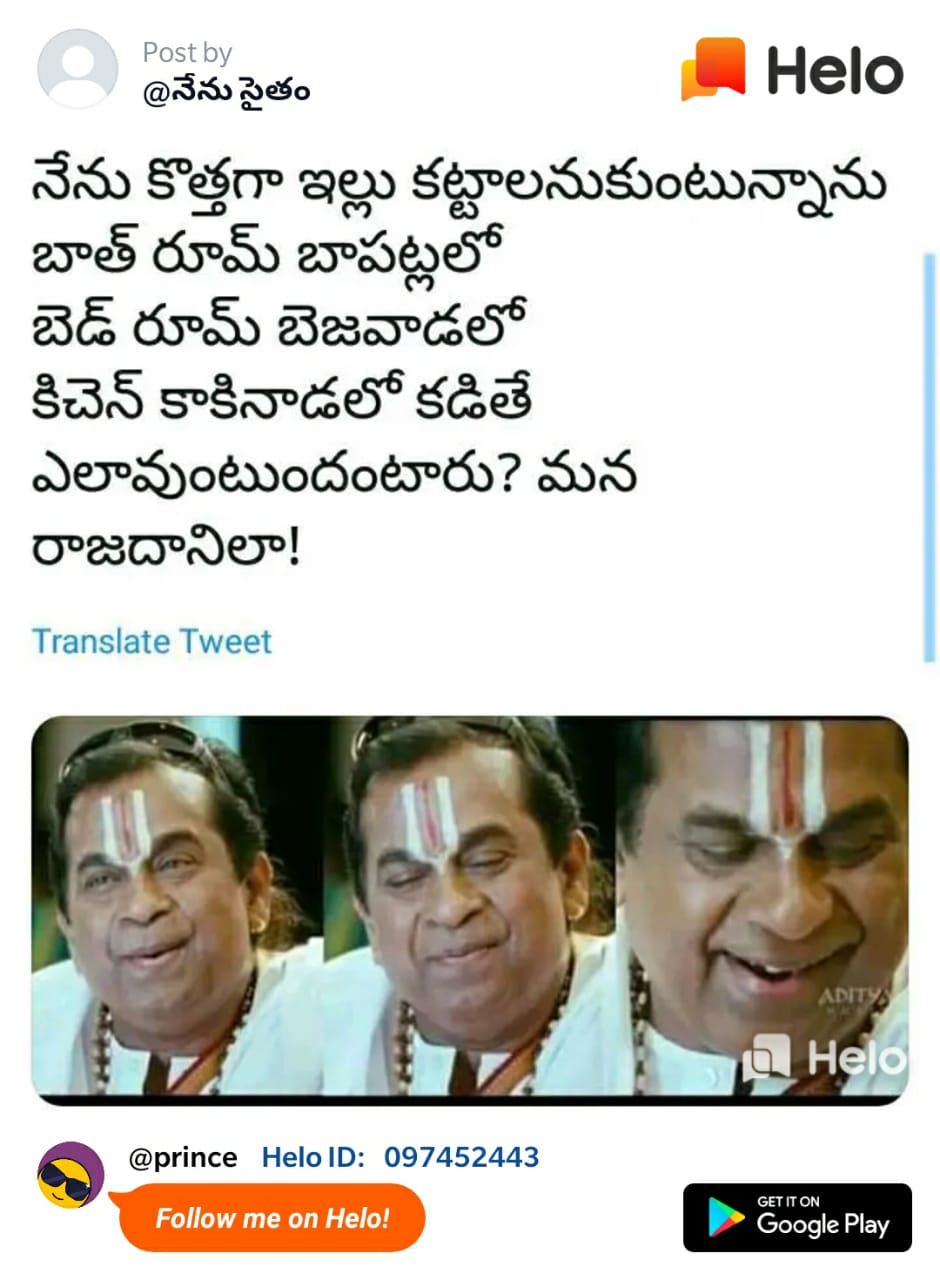 Post by
@నేను సైతం
Helo
నేను కొత్తగా ఇల్లు కట్టాలనుకుంటున్నాను
బాత్ రూమ్ బాపట్లలో
బెడ్ రూమ్ బెజవాడలో
కిచెన్ కాకినాడలో కడితే
ఎలావుంటుందంటారు? మన
రాజదానిలా!
Translate Tweet
ADITYA
Helo
@prince Helo ID: 097452443
Follow me on Helo!
GET IT ON
Google Play